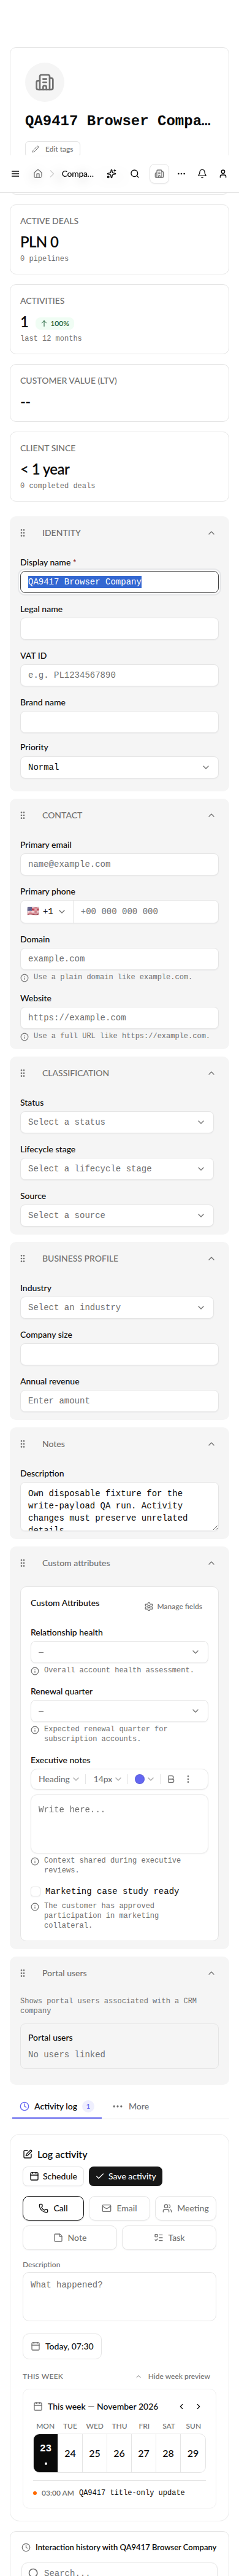 QA9417 Browser Compa…
Edit tags
Compa...
ACTIVE DEALS
PLN 0
0 pipelines
ACTIVITIES
1
100%
last 12 months
CUSTOMER VALUE (LTV)
--
CLIENT SINCE
< 1 year
0 completed deals
IDENTITY
Display name *
QA9417 Browser Company
Legal name
VAT ID
e.g. PL1234567890
Brand name
Priority
Normal
CONTACT
Primary email
name@example.com
Primary phone
+1
+00 000 000 000
Domain
example.com
Use a plain domain like example.com.
Website
https://example.com
Use a full URL like https://example.com.
CLASSIFICATION
Status
Select a status
Lifecycle stage
Select a lifecycle stage
Source
Select a source
BUSINESS PROFILE
Industry
Select an industry
Company size
Annual revenue
Enter amount
Notes
Description
Own disposable fixture for the
write-payload QA run. Activity
changes must preserve unrelated
details
Custom attributes
Custom Attributes
Manage fields
Relationship health
—
Overall account health assessment.
Renewal quarter
—
Expected renewal quarter for
subscription accounts.
Executive notes
Heading
14px
B
Write here...
Context shared during executive
reviews.
Marketing case study ready
The customer has approved
participation in marketing
collateral.
Portal users
Shows portal users associated with a CRM
company
Portal users
No users linked
Activity log 1
More
Log activity
Schedule
Save activity
Call
Email
Meeting
Note
Task
Description
What happened?
Today, 07:30
THIS WEEK
Hide week preview
This week — November 2026
MON TUE WED THU FRI SAT SUN
23 24 25 26 27 28 29
03:00 AM QA9417 title-only update
Interaction history with QA9417 Browser Company
Search...